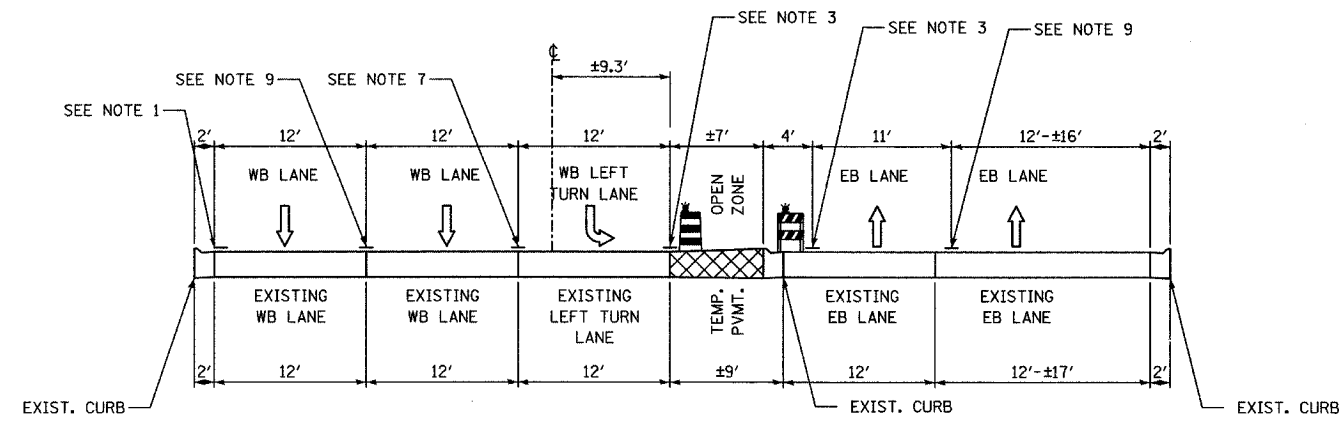 SEE NOTE 3
SEE NOTE 3
SEE NOTE 9
℄
±9.3'
SEE NOTE 9
SEE NOTE 7
SEE NOTE 1
2'
12'
12'
12'
±7'
4'
11'
12'-±16'
2'
WB LANE
WB LANE
WB LEFT
TURN LANE
OPEN
ZONE
EB LANE
EB LANE
EXISTING
WB LANE
EXISTING
WB LANE
EXISTING
LEFT TURN
LANE
TEMP.
PVMT.
EXISTING
EB LANE
EXISTING
EB LANE
2'
12'
12'
12'
±9'
12'
12'-±17'
2'
EXIST. CURB
EXIST. CURB
EXIST. CURB